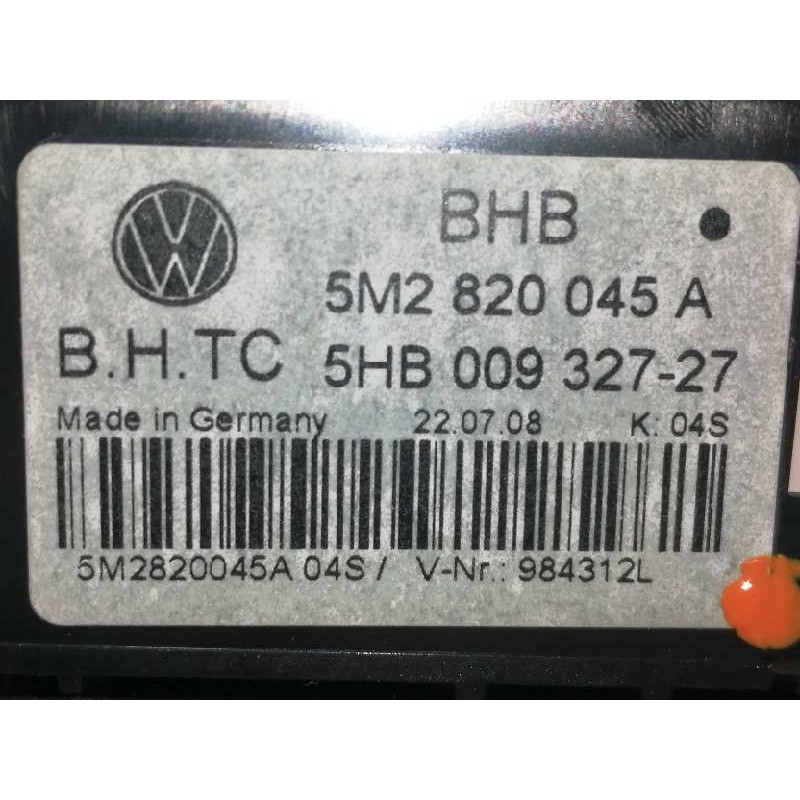 BHB
5M2 820 045 A
B.H.TC 5HB 009 327-27
Made in Germany 22.07.08 K: 04S
5M2820045A 04S / V-Nr.: 984312L